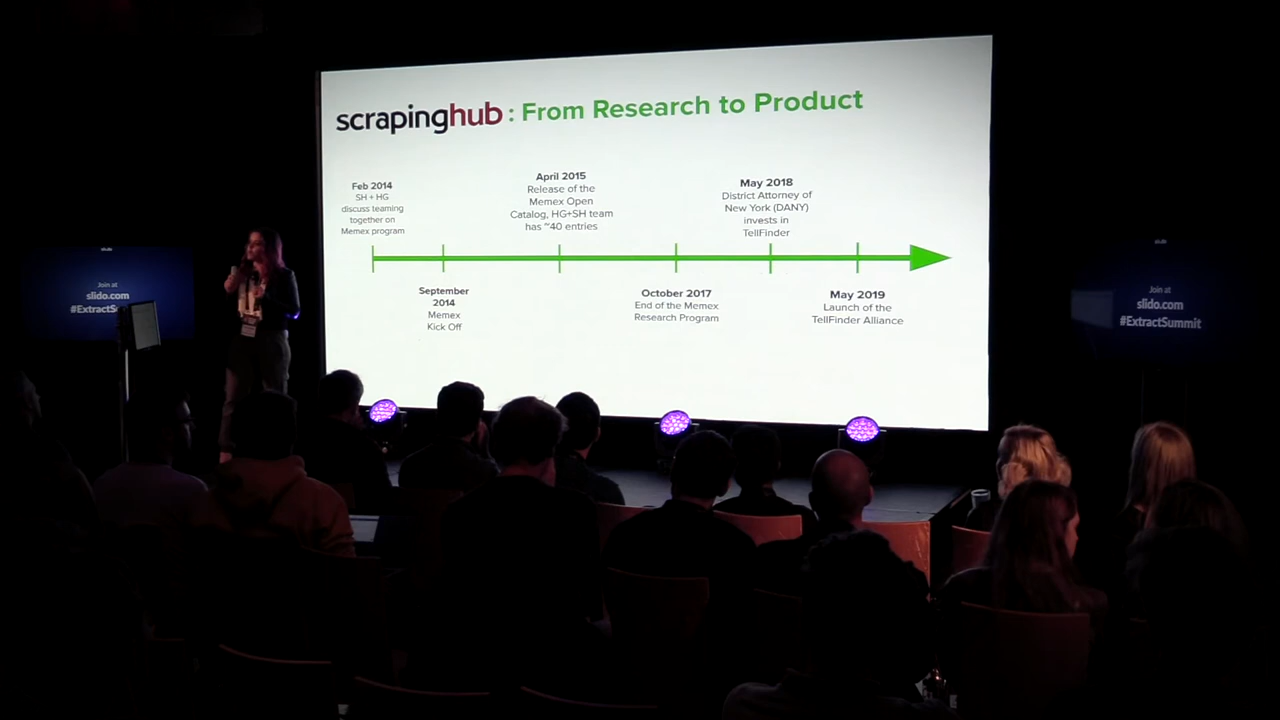 scrapinghub : From Research to Product
Feb 2014
SH + HG
discuss teaming
together on
Memex program
September
2014
Memex
Kick Off
April 2015
Release of the
Memex Open
Catalog, HG+SH team
has ~40 entries
October 2017
End of the Memex
Research Program
May 2018
District Attorney of
New York (DANY)
invests in
TellFinder
May 2019
Launch of the
TellFinder Alliance
Join at
slido.com
#ExtractSu
Join at
slido.com
#ExtractSummit